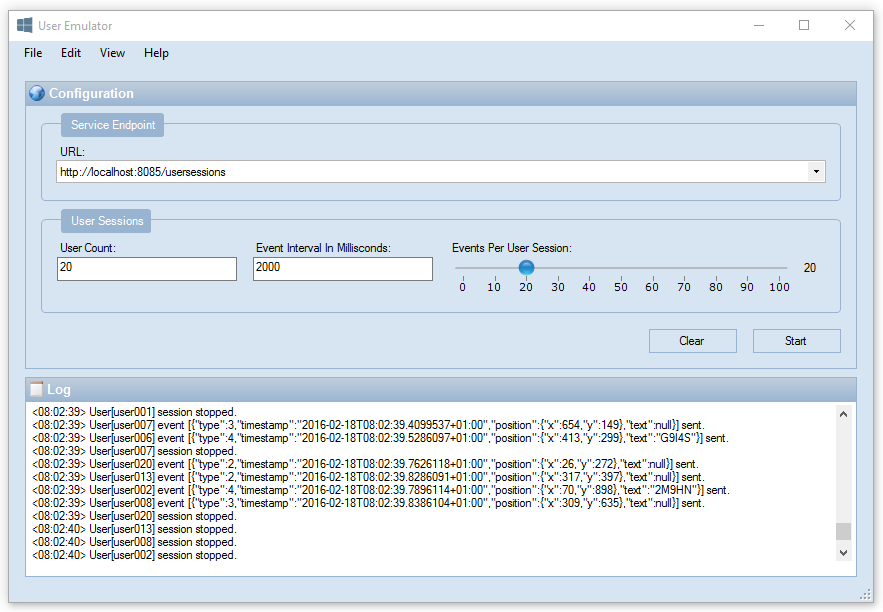 User Emulator
File Edit View Help
Configuration
Service Endpoint
URL:
http://localhost:8085/usersessions
User Sessions
User Count: Event Interval In Millisconds: Events Per User Session:
20 2000 20
0 10 20 30 40 50 60 70 80 90 100
Clear Start
Log
<08:02:39> User[user001] session stopped.
<08:02:39> User[user007] event [{"type":3,"timestamp":"2016-02-18T08:02:39.4099537+01:00","position":{"x":654,"y":149},"text":null}] sent.
<08:02:39> User[user006] event [{"type":4,"timestamp":"2016-02-18T08:02:39.5286097+01:00","position":{"x":413,"y":299},"text":"G9I4S"}] sent.
<08:02:39> User[user007] session stopped.
<08:02:39> User[user020] event [{"type":2,"timestamp":"2016-02-18T08:02:39.7626118+01:00","position":{"x":26,"y":272},"text":null}] sent.
<08:02:39> User[user013] event [{"type":2,"timestamp":"2016-02-18T08:02:39.8286091+01:00","position":{"x":317,"y":397},"text":null}] sent.
<08:02:39> User[user002] event [{"type":4,"timestamp":"2016-02-18T08:02:39.7896114+01:00","position":{"x":70,"y":898},"text":"2M9HN"}] sent.
<08:02:39> User[user008] event [{"type":3,"timestamp":"2016-02-18T08:02:39.8386104+01:00","position":{"x":309,"y":635},"text":null}] sent.
<08:02:39> User[user020] session stopped.
<08:02:40> User[user013] session stopped.
<08:02:40> User[user008] session stopped.
<08:02:40> User[user002] session stopped.